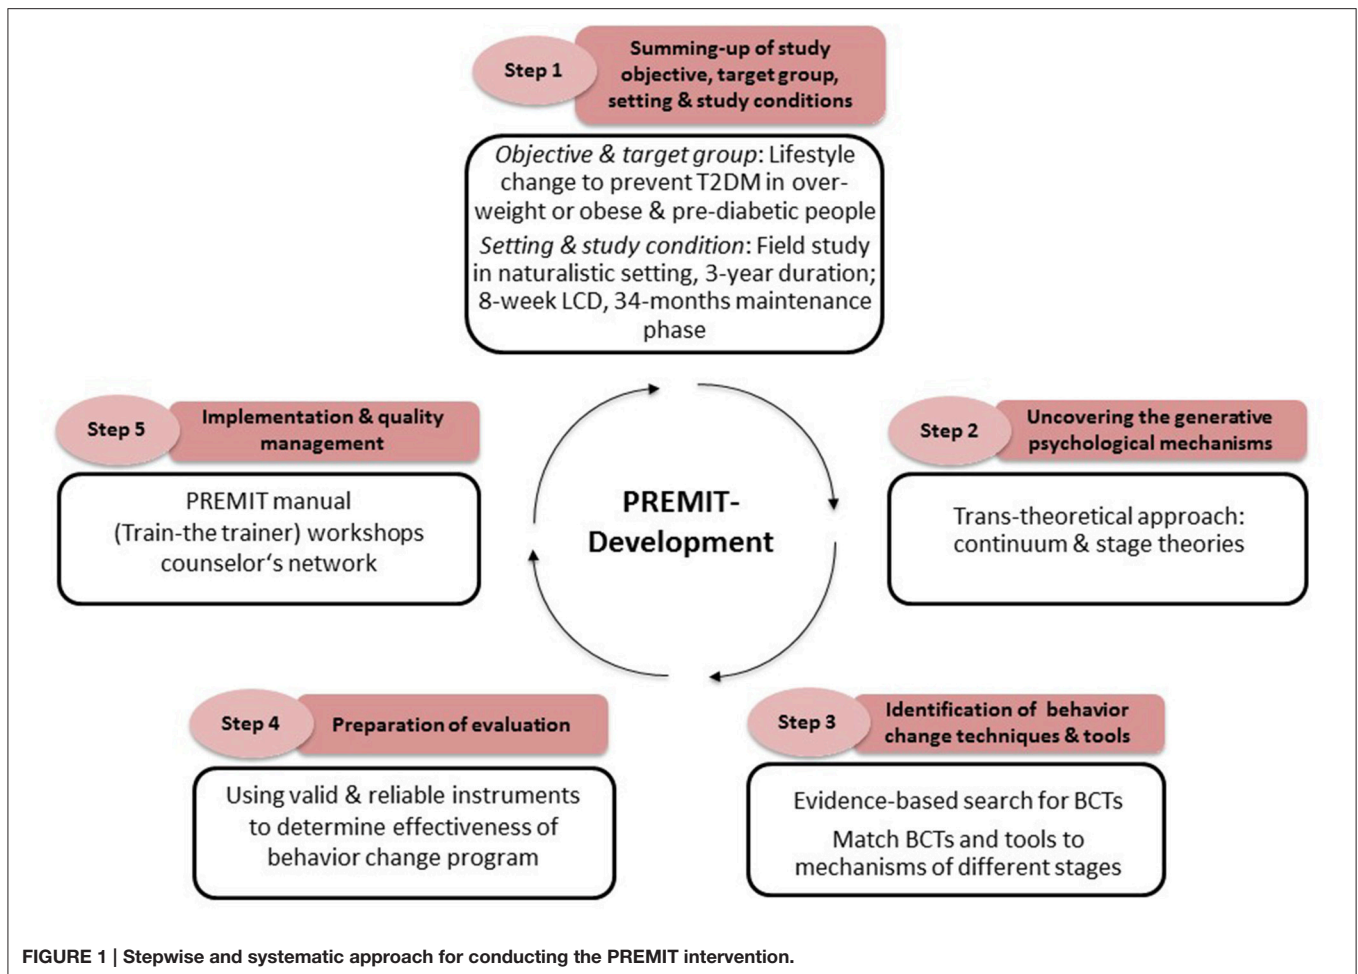 Step 1
Summing-up of study
objective, target group,
setting & study conditions
Objective & target group: Lifestyle
change to prevent T2DM in over-
weight or obese & pre-diabetic people
Setting & study condition: Field study
in naturalistic setting, 3-year duration;
8-week LCD, 34-months maintenance
phase
Step 2
Uncovering the generative
psychological mechanisms
Trans-theoretical approach:
continuum & stage theories
Step 3
Identification of behavior
change techniques & tools
Evidence-based search for BCTs
Match BCTs and tools to
mechanisms of different stages
Step 4
Preparation of evaluation
Using valid & reliable instruments
to determine effectiveness of
behavior change program
Step 5
Implementation & quality
management
PREMIT manual
(Train-the trainer) workshops
counselor‘s network
PREMIT-
Development
FIGURE 1 | Stepwise and systematic approach for conducting the PREMIT intervention.